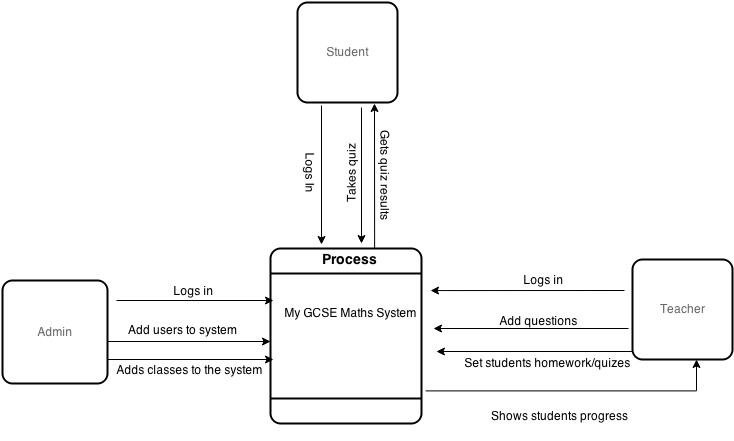 Student
Logs In
Takes quiz
Gets quiz results
Process
My GCSE Maths System
Admin
Logs in
Add users to system
Adds classes to the system
Logs in
Add questions
Set students homework/quizes
Teacher
Shows students progress